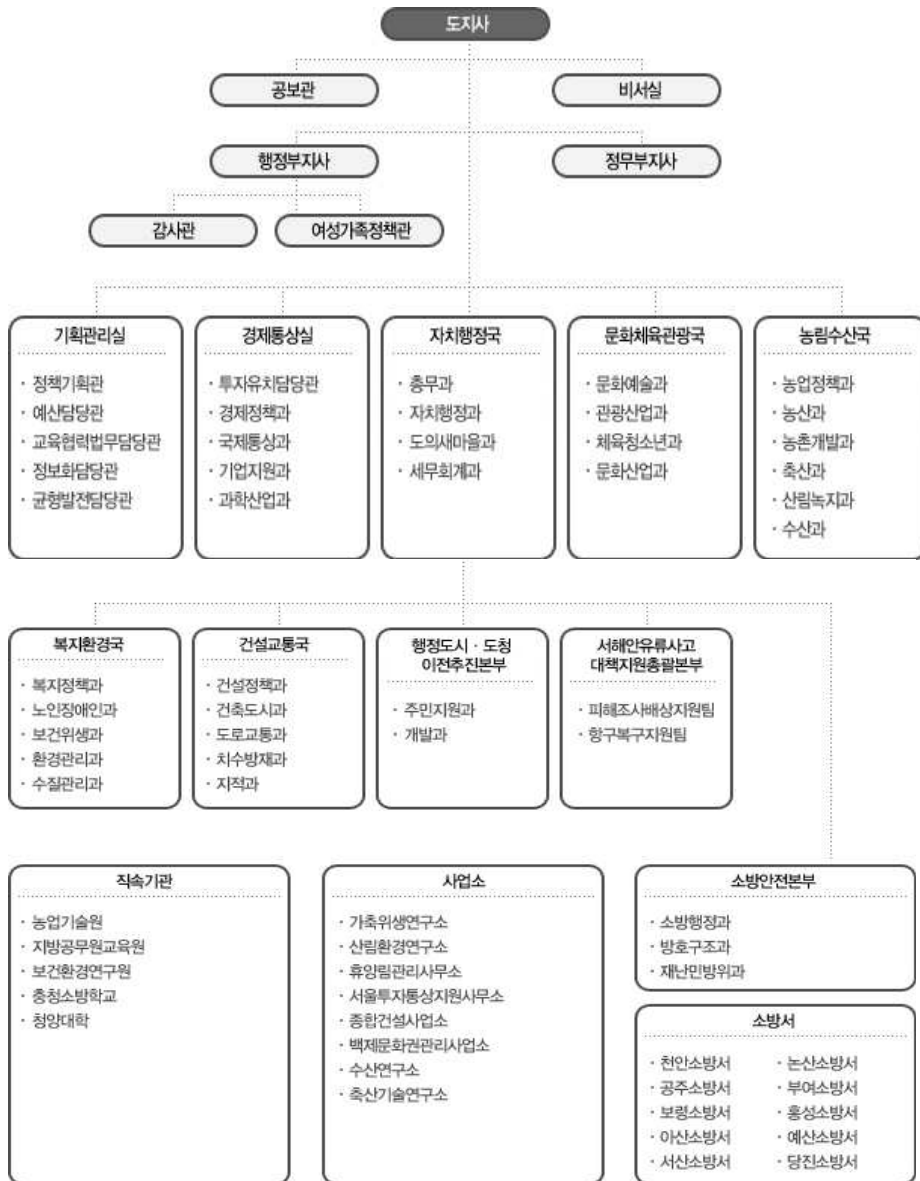 도지사
공보관
비서실
행정부지사
정무부지사
감사관
여성가족정책관
기획관리실
· 정책기획관
· 예산담당관
· 교육협력법무담당관
· 정보화담당관
· 균형발전담당관
경제통상실
· 투자유치담당관
· 경제정책과
· 국제통상과
· 기업지원과
· 과학산업과
자치행정국
· 총무과
· 자치행정과
· 도의새마을과
· 세무회계과
문화체육관광국
· 문화예술과
· 관광산업과
· 체육청소년과
· 문화산업과
농림수산국
· 농업정책과
· 농산과
· 농촌개발과
· 축산과
· 산림녹지과
· 수산과
복지환경국
· 복지정책과
· 노인장애인과
· 보건위생과
· 환경관리과
· 수질관리과
건설교통국
· 건설정책과
· 건축도시과
· 도로교통과
· 치수방재과
· 지적과
행정도시 · 도청
이전추진본부
· 주민지원과
· 개발과
서해안유류사고
대책지원총괄본부
· 피해조사배상지원팀
· 항구복구지원팀
직속기관
· 농업기술원
· 지방공무원교육원
· 보건환경연구원
· 충청소방학교
· 청양대학
사업소
· 가축위생연구소
· 산림환경연구소
· 휴양림관리사무소
· 서울투자통상지원사무소
· 종합건설사업소
· 백제문화권관리사업소
· 수산연구소
· 축산기술연구소
소방안전본부
· 소방행정과
· 방호구조과
· 재난민방위과
소방서
· 천안소방서
· 공주소방서
· 보령소방서
· 아산소방서
· 서산소방서
· 논산소방서
· 부여소방서
· 홍성소방서
· 예산소방서
· 당진소방서